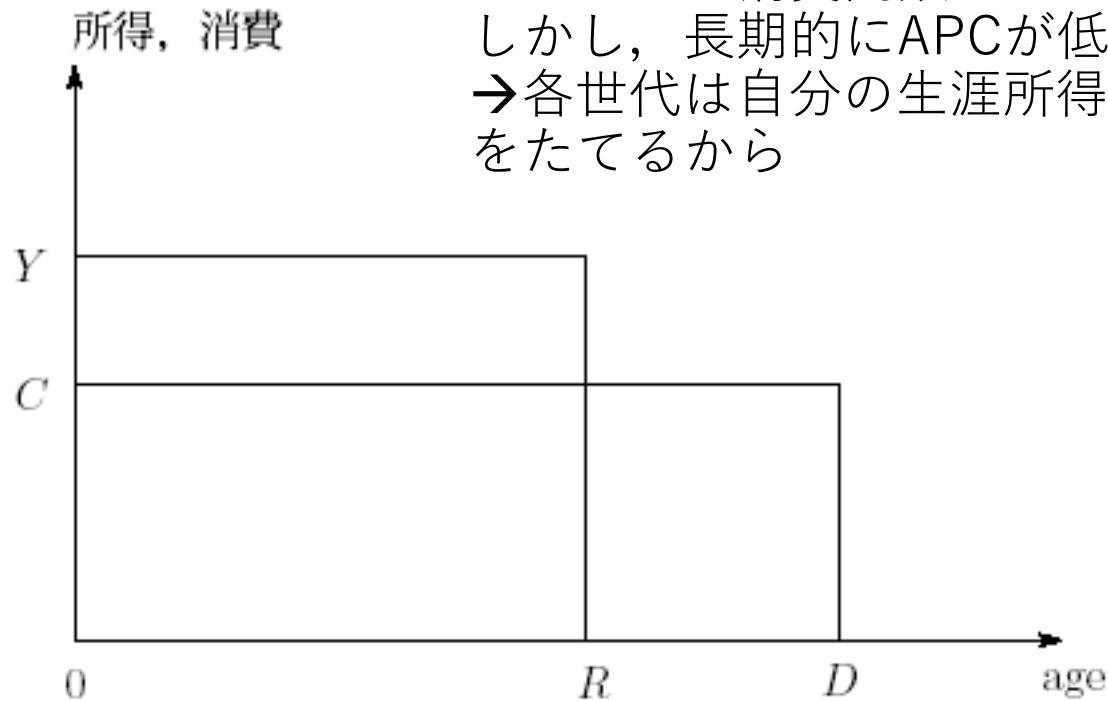 所得，消費
しかし，長期的にAPCが低
→各世代は自分の生涯所得
をたてるから
Y
C
0
R
D
age